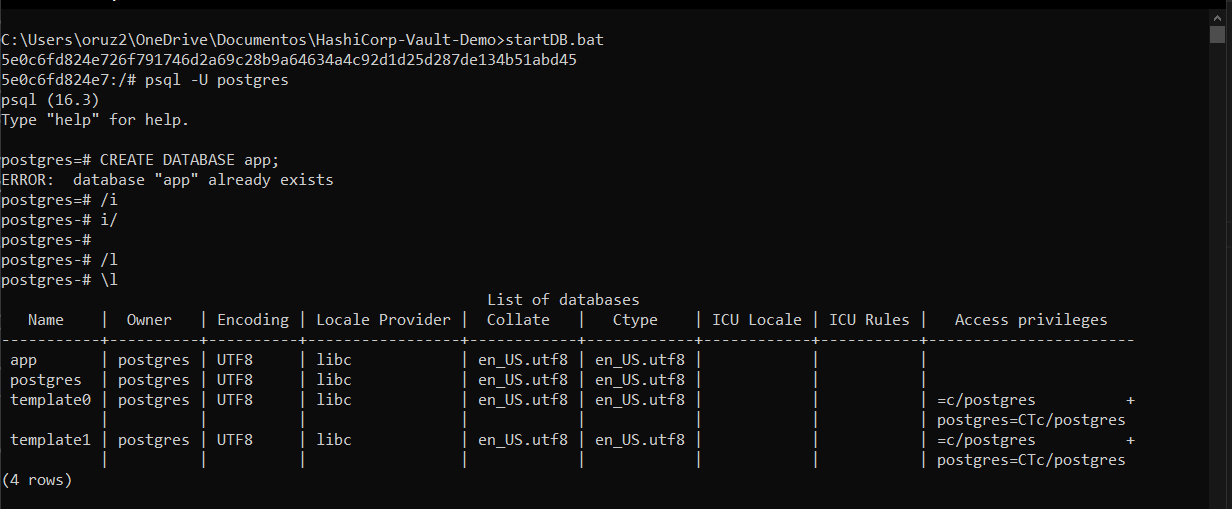 C:\Users\oruz2\OneDrive\Documentos\HashiCorp-Vault-Demo>startDB.bat
5e0c6fd824e726f791746d2a69c28b9a64634a4c92d1d25d287de134b51abd45
5e0c6fd824e7:/# psql -U postgres
psql (16.3)
Type "help" for help.

postgres=# CREATE DATABASE app;
ERROR:  database "app" already exists
postgres=# /i
postgres-# i/
postgres-#
postgres-# /l
postgres-# \l
                                                      List of databases
   Name    |  Owner   | Encoding | Locale Provider |  Collate   |   Ctype    | ICU Locale | ICU Rules |   Access privileges
-----------+----------+----------+-----------------+------------+------------+------------+-----------+-----------------------
 app       | postgres | UTF8     | libc            | en_US.utf8 | en_US.utf8 |            |           |
 postgres  | postgres | UTF8     | libc            | en_US.utf8 | en_US.utf8 |            |           |
 template0 | postgres | UTF8     | libc            | en_US.utf8 | en_US.utf8 |            |           | =c/postgres          +
           |          |          |                 |            |            |            |           | postgres=CTc/postgres
 template1 | postgres | UTF8     | libc            | en_US.utf8 | en_US.utf8 |            |           | =c/postgres          +
           |          |          |                 |            |            |            |           | postgres=CTc/postgres
(4 rows)